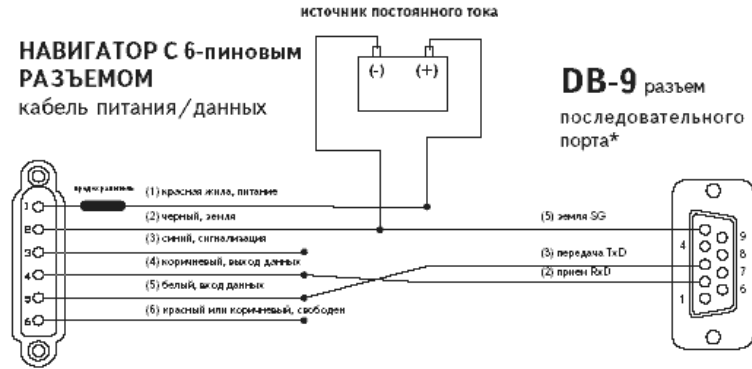 источник постоянного тока
НАВИГАТОР С 6-пиновым
РАЗЪЕМОМ
кабель питания/данных
(-) (+)
DB-9 разъем
последовательного
порта*
предохранитель
(1) красная жила, питание
(2) черный, земля
(3) синий, сигнализация
(4) коричневый, выход данных
(5) белый, вход данных
(6) красный или коричневый, свободен
(5) земля SG
(3) передача TxD
(2) прием RxD
1
2
3
4
5
6
9
4
8
7
6
1